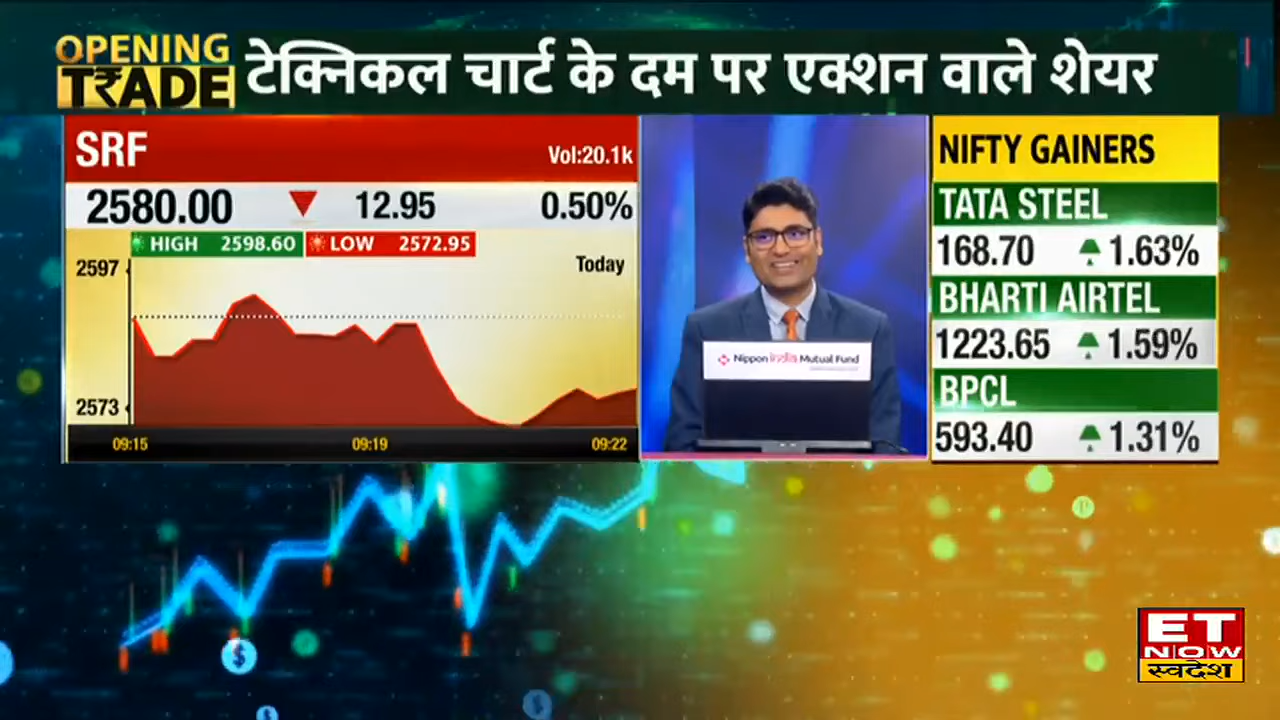 OPENING
TRADE
टेक्निकल चार्ट के दम पर एक्शन वाले शेयर
SRF
Vol:20.1k
2580.00 ▼ 12.95 0.50%
HIGH 2598.60 LOW 2572.95
Today
2597
2573
09:15 09:19 09:22
Nippon india Mutual Fund
NIFTY GAINERS
TATA STEEL
168.70 1.63%
BHARTI AIRTEL
1223.65 1.59%
BPCL
593.40 1.31%
ET
NOW
स्वदेश